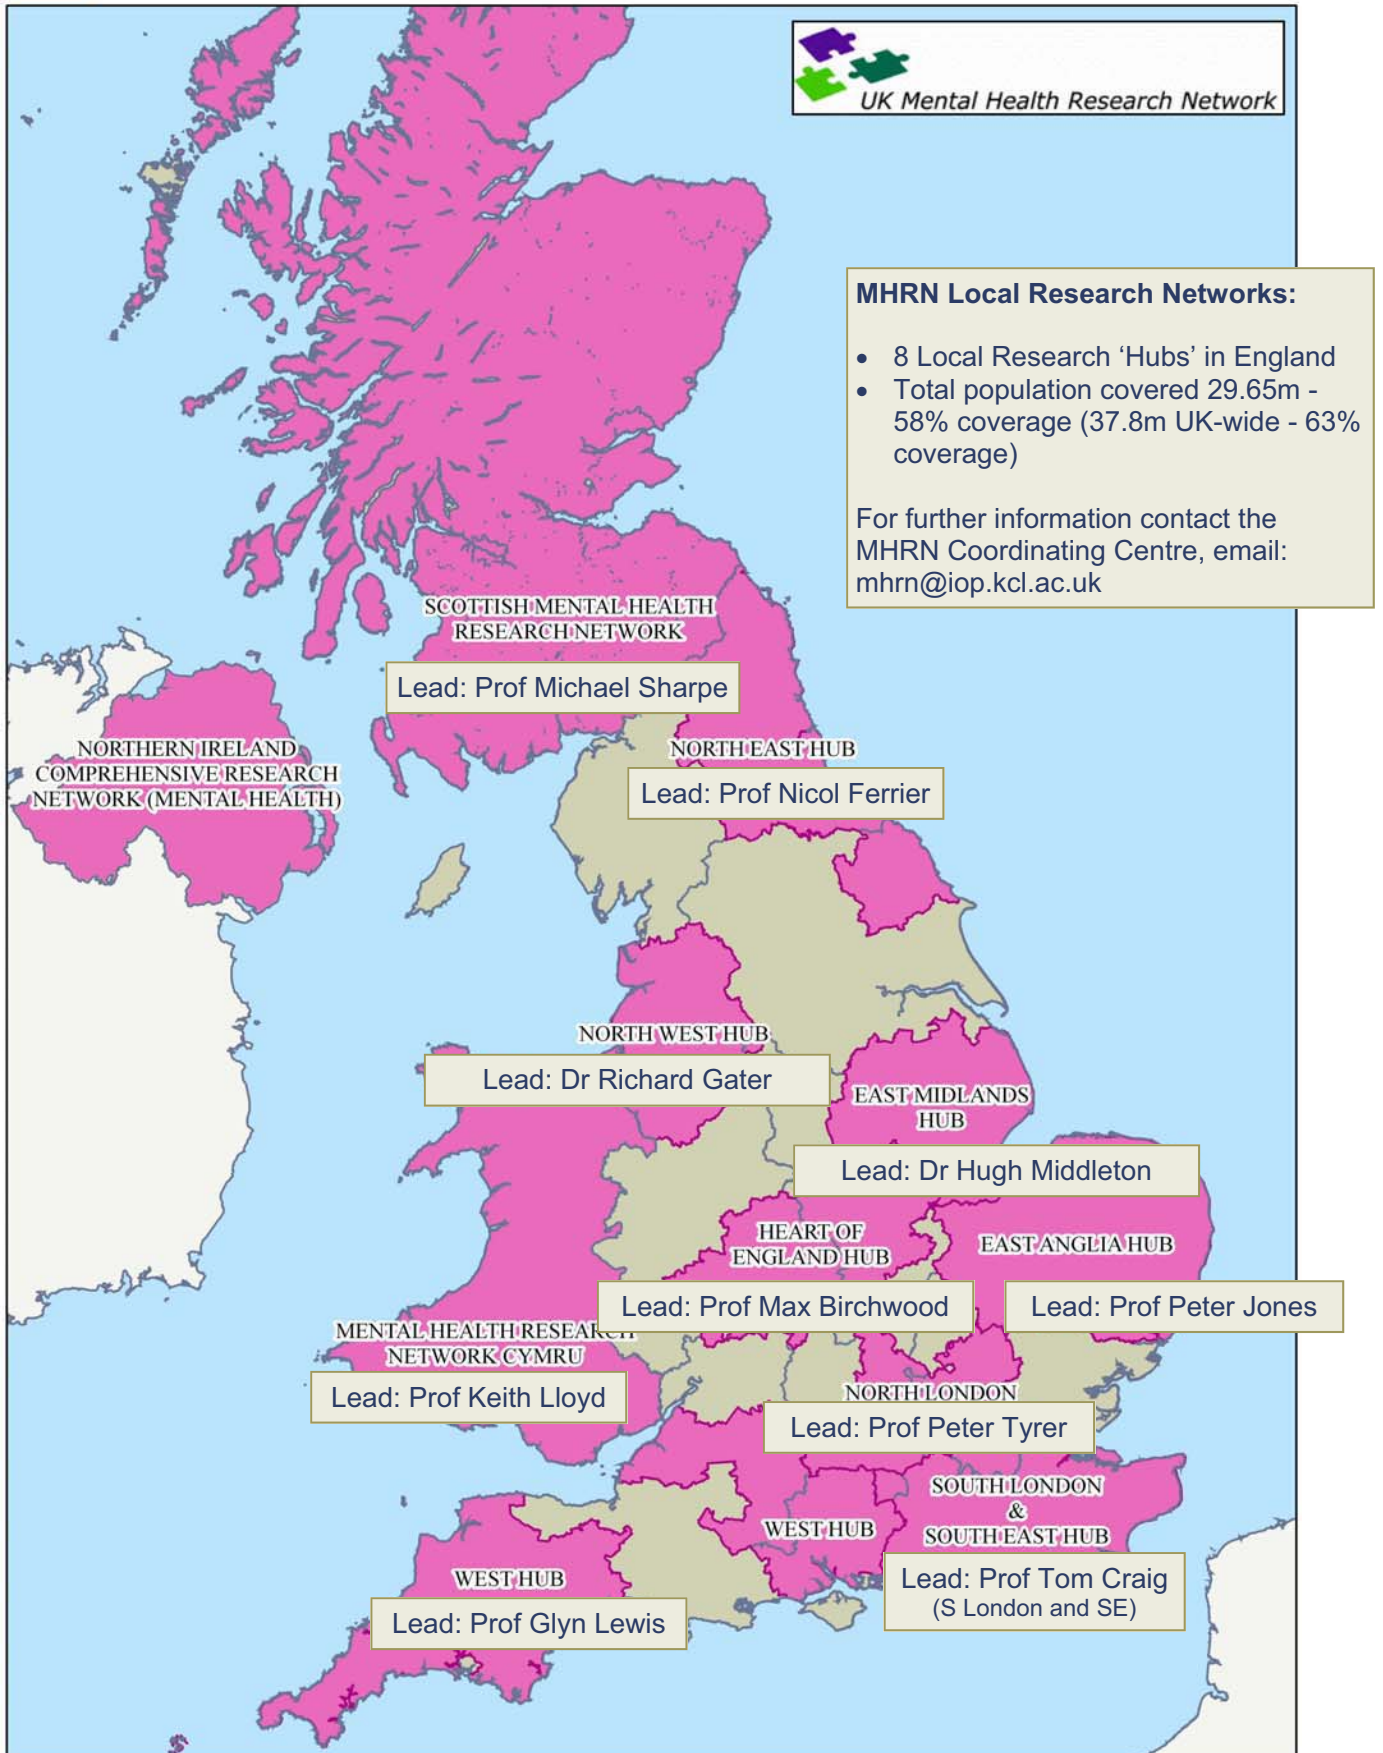 UK Mental Health Research Network
MHRN Local Research Networks:
• 8 Local Research ‘Hubs’ in England
• Total population covered 29.65m -
58% coverage (37.8m UK-wide - 63%
coverage)
For further information contact the
MHRN Coordinating Centre, email:
mhrn@iop.kcl.ac.uk
SCOTTISH MENTAL HEALTH
RESEARCH NETWORK
Lead: Prof Michael Sharpe
NORTHERN IRELAND
COMPREHENSIVE RESEARCH
NETWORK (MENTAL HEALTH)
NORTH EAST HUB
Lead: Prof Nicol Ferrier
NORTH WEST HUB
Lead: Dr Richard Gater
EAST MIDLANDS
HUB
Lead: Dr Hugh Middleton
HEART OF
ENGLAND HUB
Lead: Prof Max Birchwood
EAST ANGLIA HUB
Lead: Prof Peter Jones
MENTAL HEALTH RESEARCH
NETWORK CYMRU
Lead: Prof Keith Lloyd
NORTH LONDON
Lead: Prof Peter Tyrer
SOUTH LONDON
&
SOUTH EAST HUB
Lead: Prof Tom Craig
(S London and SE)
WEST HUB
WEST HUB
Lead: Prof Glyn Lewis